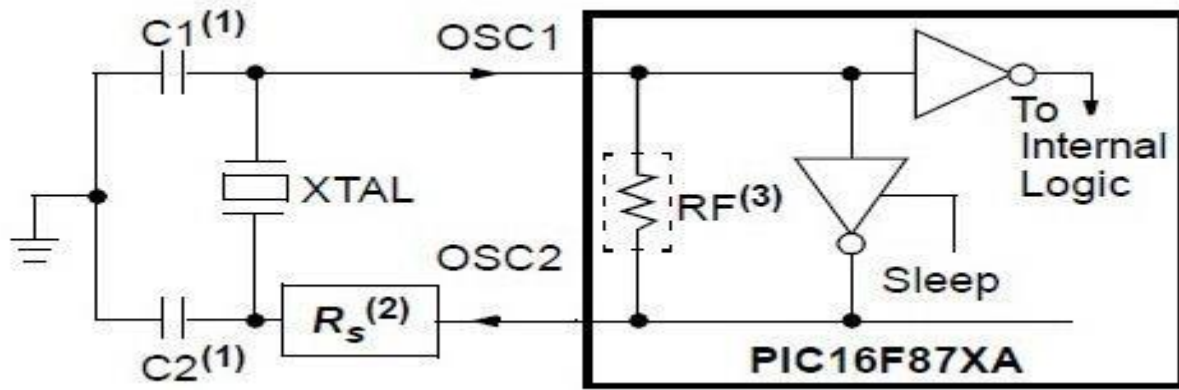 C1(1)
OSC1
To
Internal
Logic
XTAL
RF(3)
OSC2
Sleep
Rs(2)
C2(1)
PIC16F87XA